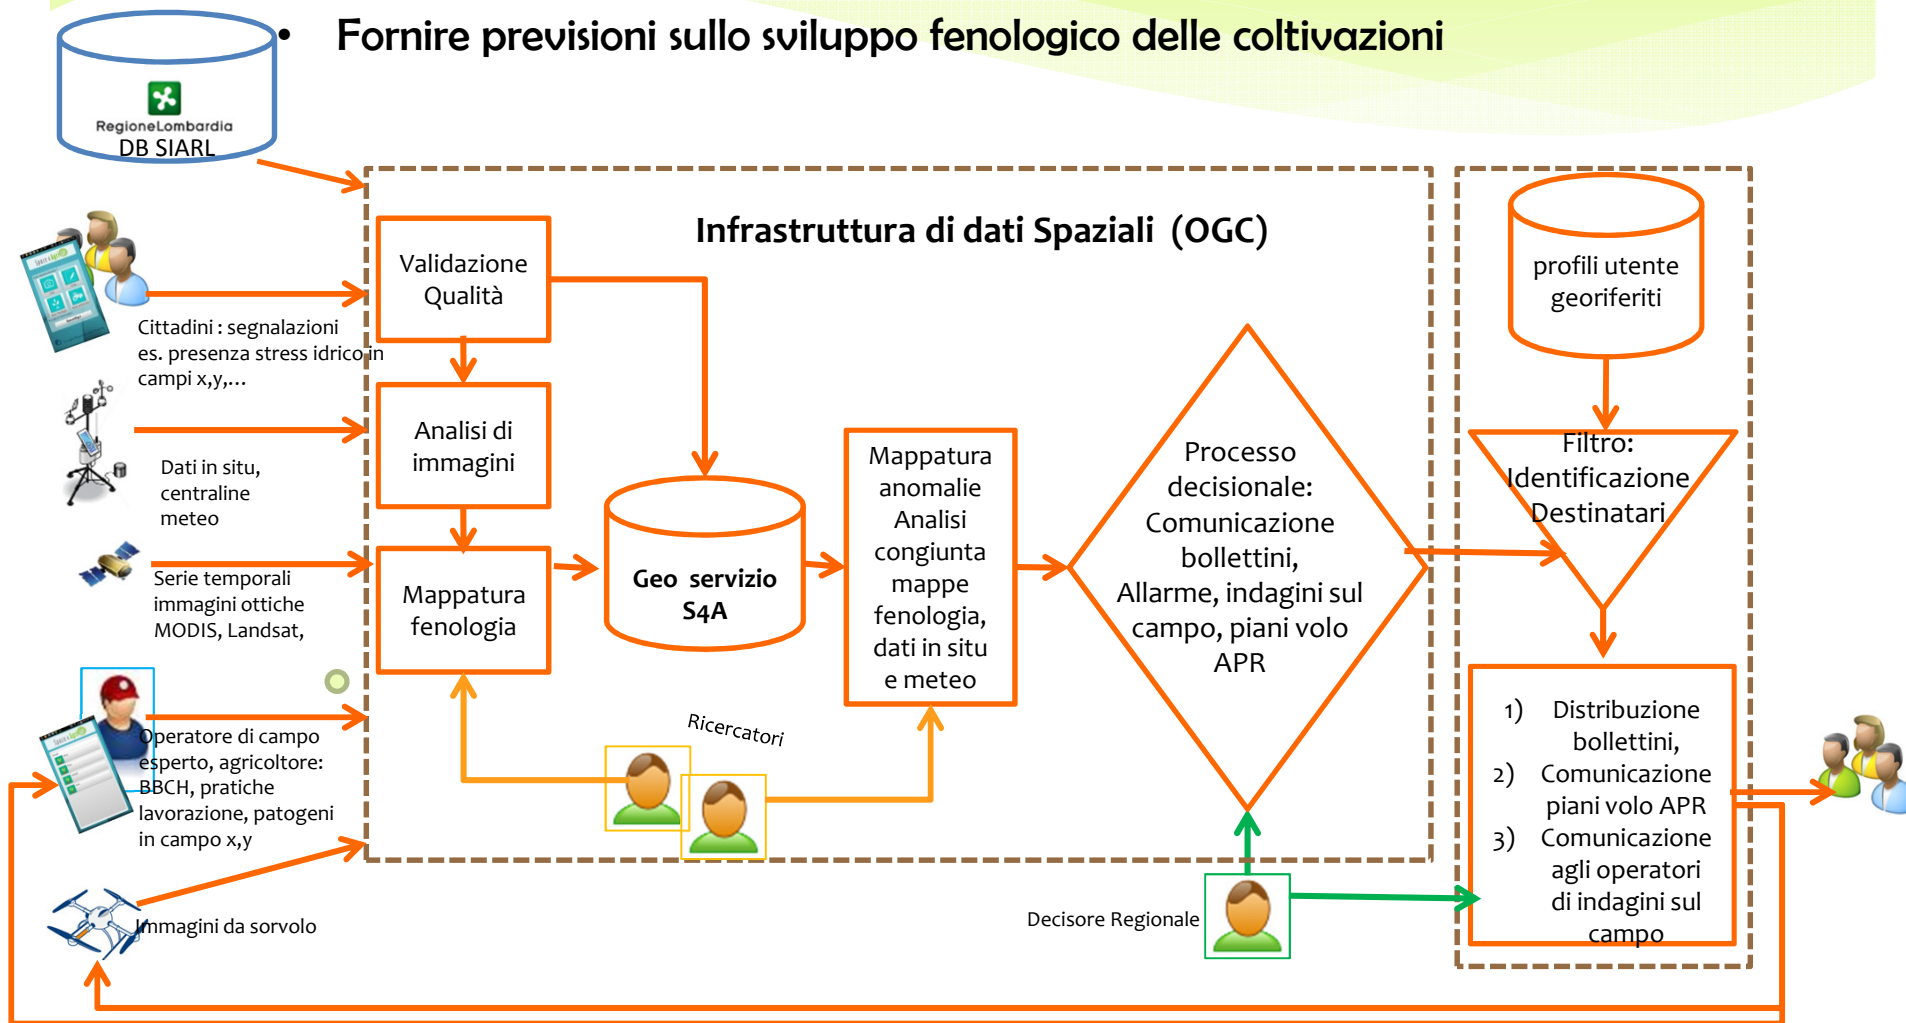 • Fornire previsioni sullo sviluppo fenologico delle coltivazioni
RegioneLombardia
DB SIARL
Cittadini : segnalazioni
es. presenza stress idrico in
campi x,y,...
Dati in situ,
centraline
meteo
Serie temporali
immagini ottiche
MODIS, Landsat,
Operatore di campo
esperto, agricoltore:
BBCH, pratiche
lavorazione, patogeni
in campo x,y
Immagini da sorvolo
Infrastruttura di dati Spaziali (OGC)
Validazione
Qualità
Analisi di
immagini
Mappatura
fenologia
Geo servizio
S4A
Mappatura
anomalie
Analisi
congiunta
mappe
fenologia,
dati in situ
e meteo
Ricercatori
Processo
decisionale:
Comunicazione
bollettini,
Allarme, indagini sul
campo, piani volo
APR
Decisore Regionale
profili utente
georiferiti
Filtro:
Identificazione
Destinatari
1) Distribuzione
bollettini,
2) Comunicazione
piani volo APR
3) Comunicazione
agli operatori
di indagini sul
campo